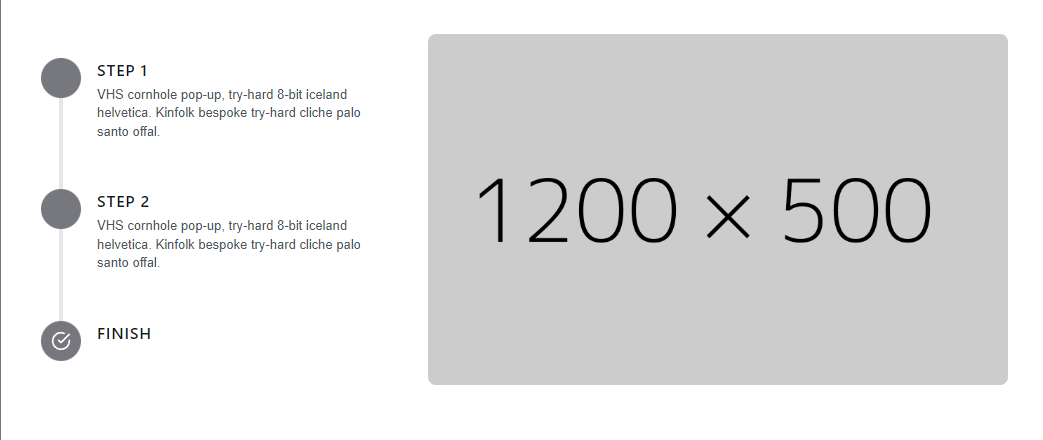 STEP 1
VHS cornhole pop-up, try-hard 8-bit iceland
helvetica. Kinfolk bespoke try-hard cliche palo
santo offal.
STEP 2
VHS cornhole pop-up, try-hard 8-bit iceland
helvetica. Kinfolk bespoke try-hard cliche palo
santo offal.
FINISH
1200 × 500